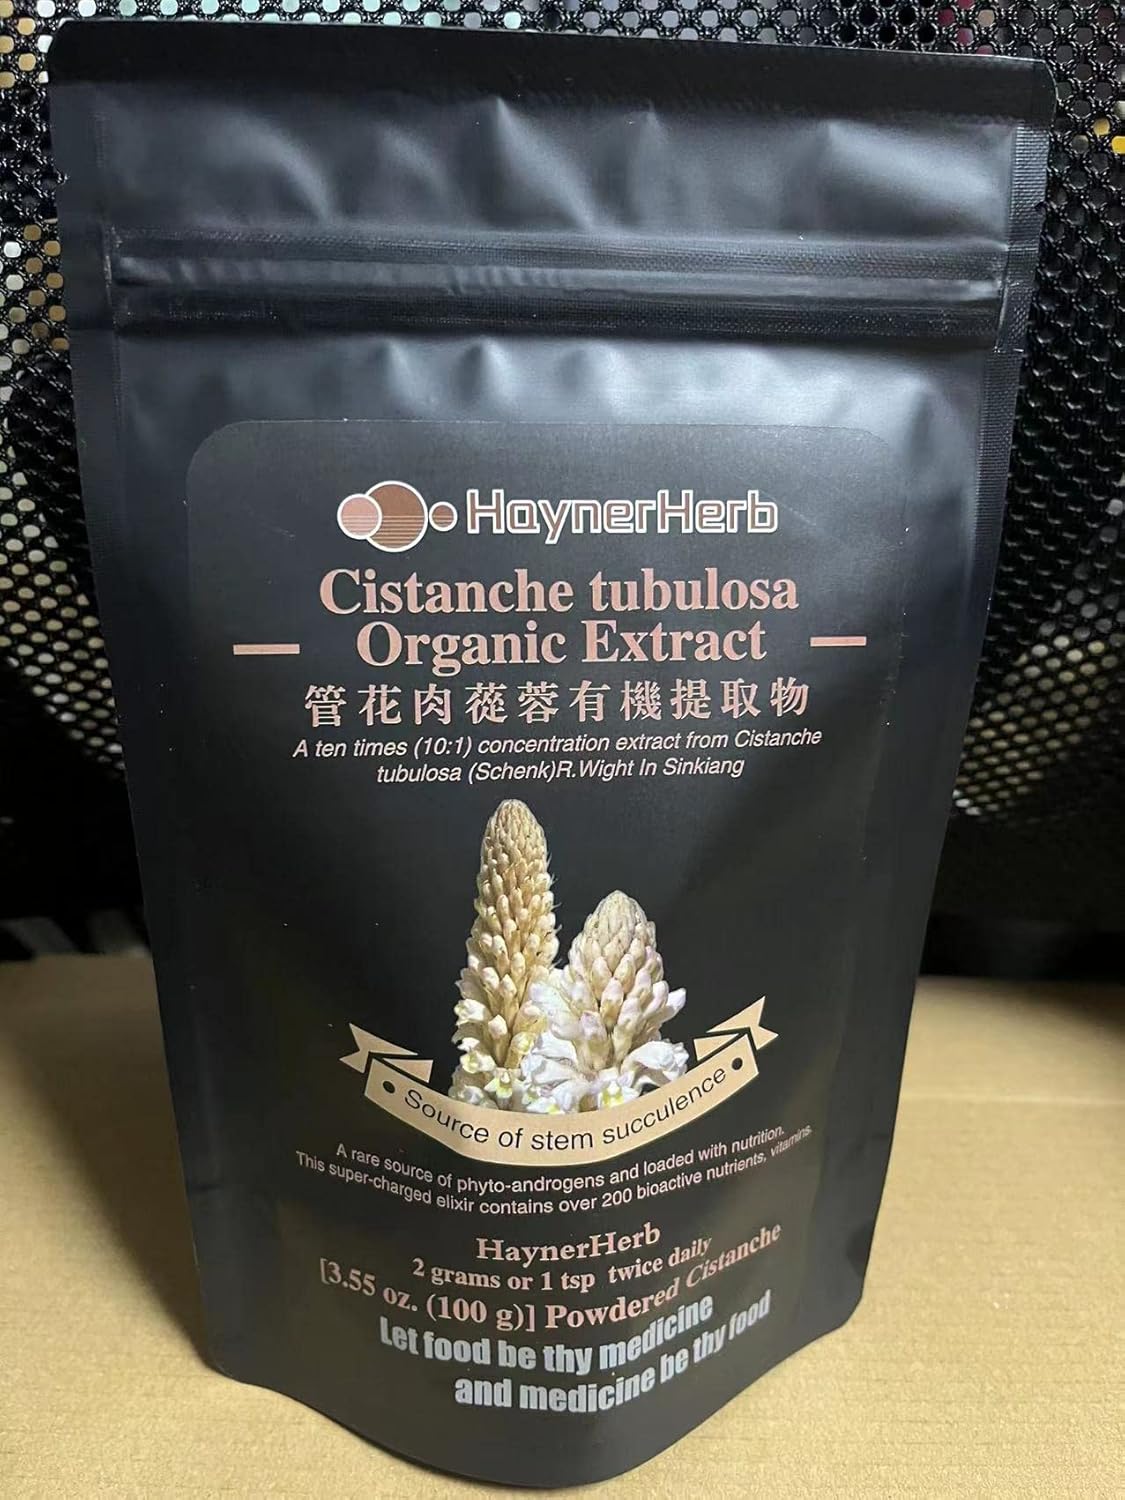 HaynerHerb
Cistanche tubulosa
Organic Extract
管花肉蓯蓉有機提取物
A ten times (10:1) concentration extract from Cistanche
tubulosa (Schenk)R.Wight In Sinkiang
Source of stem succulence
A rare source of phyto-androgens and loaded with nutrition.
This super-charged elixir contains over 200 bioactive nutrients, vitamins.
HaynerHerb
2 grams or 1 tsp twice daily
[3.55 oz. (100 g)] Powdered Cistanche
Let food be thy medicine
and medicine be thy food